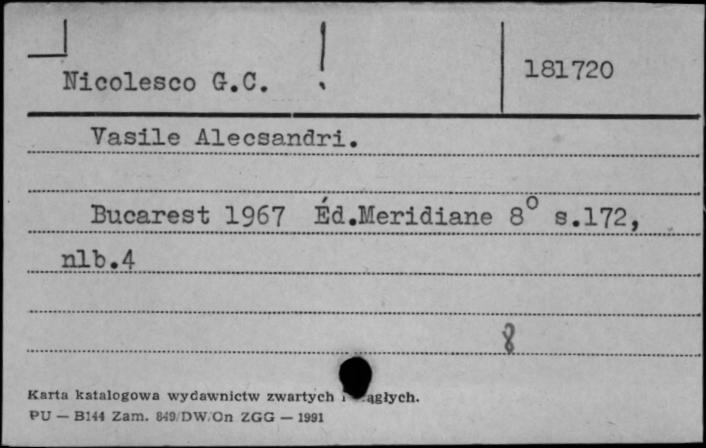 Nicolesco G.C. ! 181720
Vasile Alecsandri.
Bucarest 1967 Éd.Meridiane 8° s.172,
nlb.4
8
Karta katalogowa wydawnictw zwartych
PU — B144 Zam. 849/DW/On ZGG — 1991